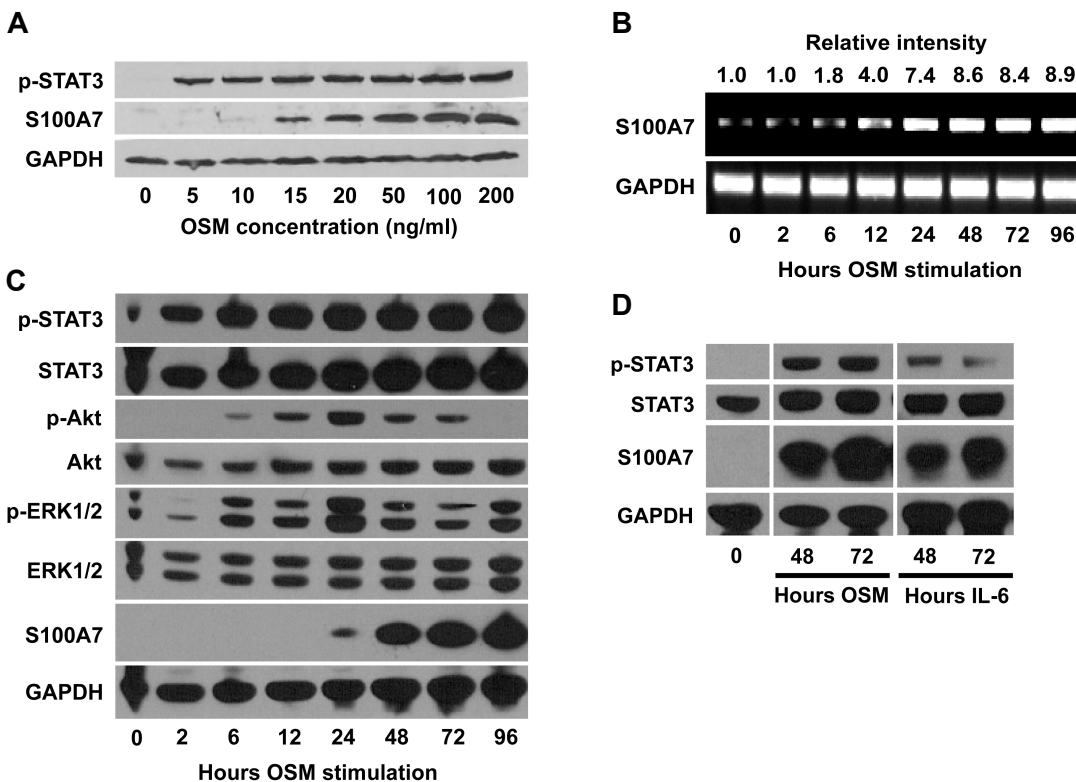 A
p-STAT3
S100A7
GAPDH
0 5 10 15 20 50 100 200
OSM concentration (ng/ml)
B
Relative intensity
1.0 1.0 1.8 4.0 7.4 8.6 8.4 8.9
S100A7
GAPDH
0 2 6 12 24 48 72 96
Hours OSM stimulation
C
p-STAT3
STAT3
p-Akt
Akt
p-ERK1/2
ERK1/2
S100A7
GAPDH
0 2 6 12 24 48 72 96
Hours OSM stimulation
D
p-STAT3
STAT3
S100A7
GAPDH
0 48 72 48 72
Hours OSM Hours IL-6